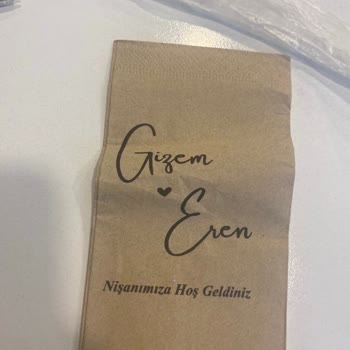 Gizem
Eren
Nişanımıza Hoş Geldiniz